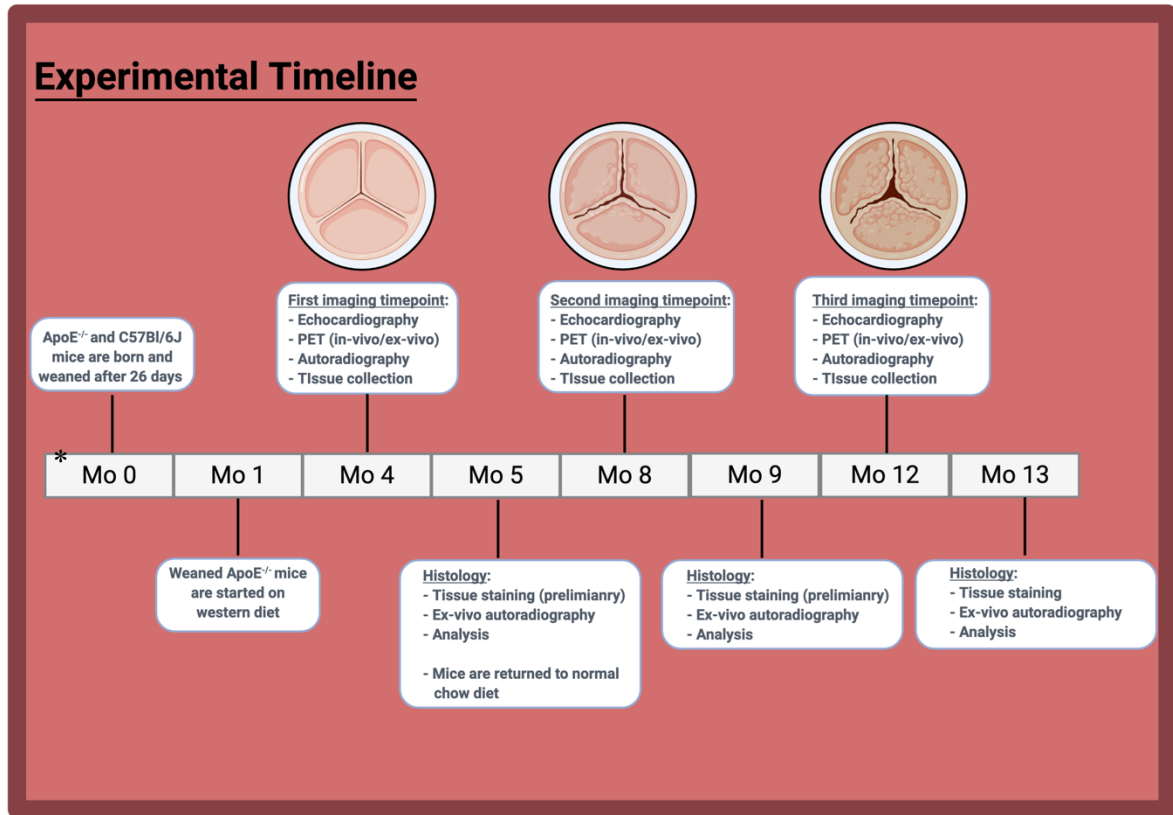 Experimental Timeline
ApoE⁻/⁻ and C57Bl/6J
mice are born and
weaned after 26 days
First imaging timepoint:
- Echocardiography
- PET (in-vivo/ex-vivo)
- Autoradiography
- TIssue collection
Second imaging timepoint:
- Echocardiography
- PET (in-vivo/ex-vivo)
- Autoradiography
- TIssue collection
Third imaging timepoint:
- Echocardiography
- PET (in-vivo/ex-vivo)
- Autoradiography
- TIssue collection
* Mo 0
Mo 1
Mo 4
Mo 5
Mo 8
Mo 9
Mo 12
Mo 13
Weaned ApoE⁻/⁻ mice
are started on
western diet
Histology:
- Tissue staining (prelimianry)
- Ex-vivo autoradiography
- Analysis
- Mice are returned to normal
chow diet
Histology:
- Tissue staining (prelimianry)
- Ex-vivo autoradiography
- Analysis
Histology:
- Tissue staining
- Ex-vivo autoradiography
- Analysis